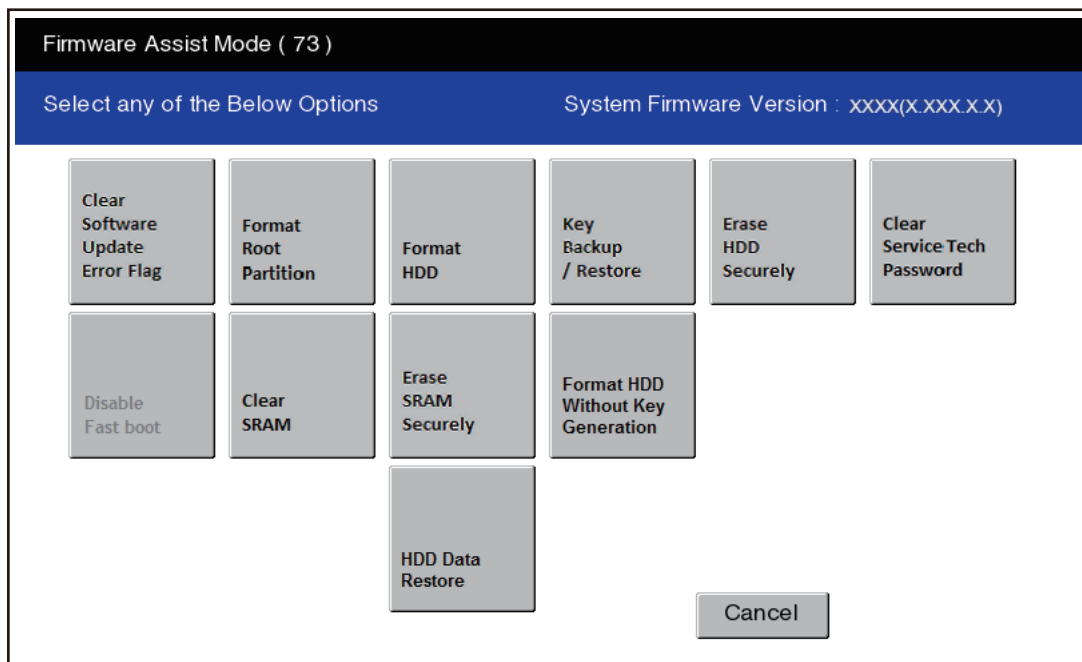 Firmware Assist Mode ( 73 )
Select any of the Below Options
System Firmware Version : XXXX(X.XXX.X.X)
Clear
Software
Update
Error Flag
Format
Root
Partition
Format
HDD
Key
Backup
/ Restore
Erase
HDD
Securely
Clear
Service Tech
Password
Disable
Fast boot
Clear
SRAM
Erase
SRAM
Securely
Format HDD
Without Key
Generation
HDD Data
Restore
Cancel